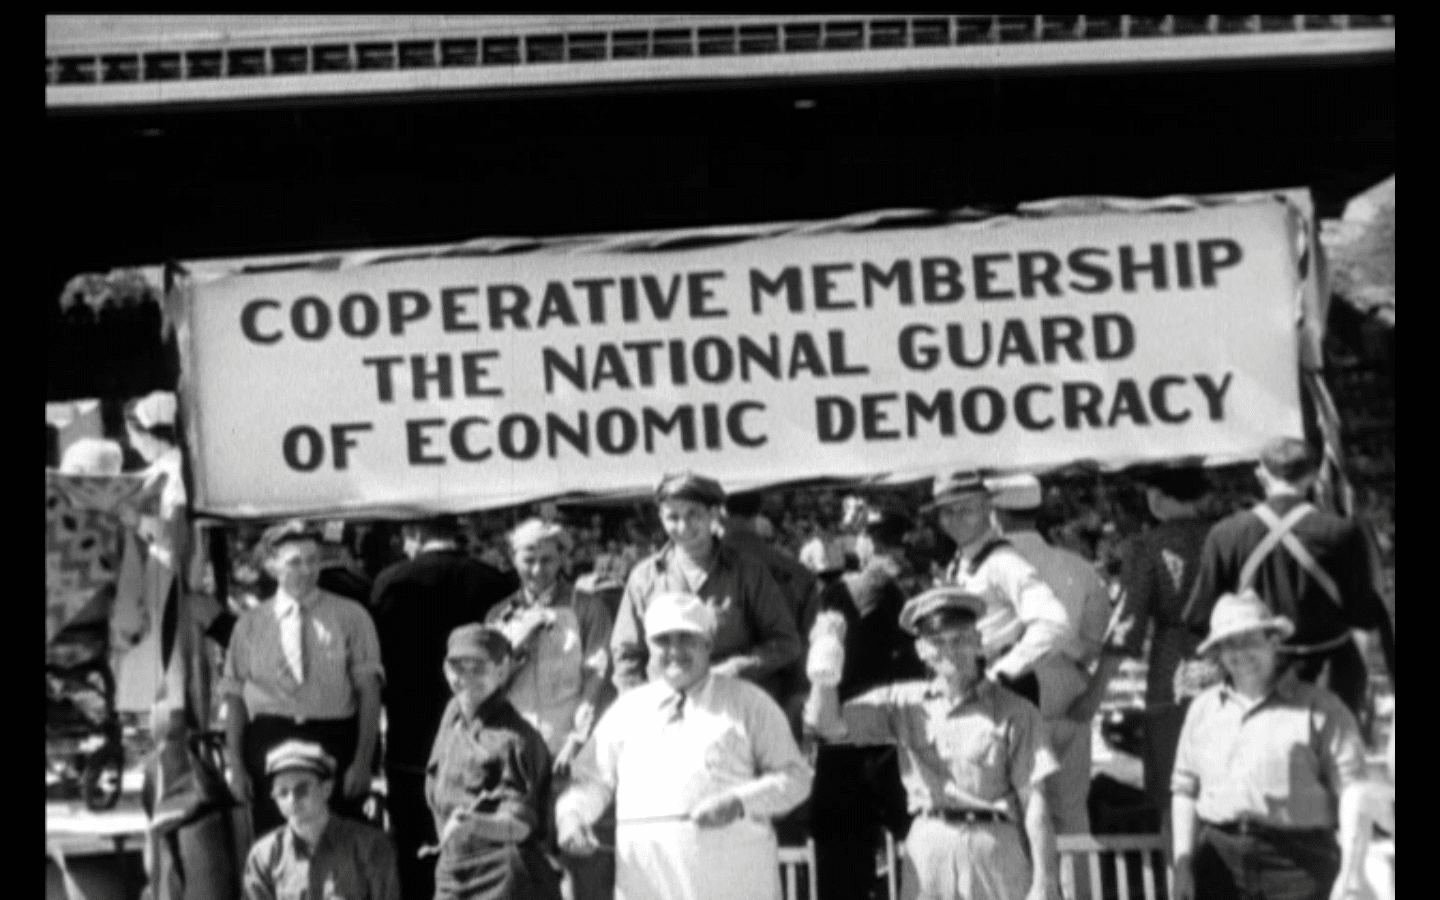 COOPERATIVE MEMBERSHIP
THE NATIONAL GUARD
OF ECONOMIC DEMOCRACY